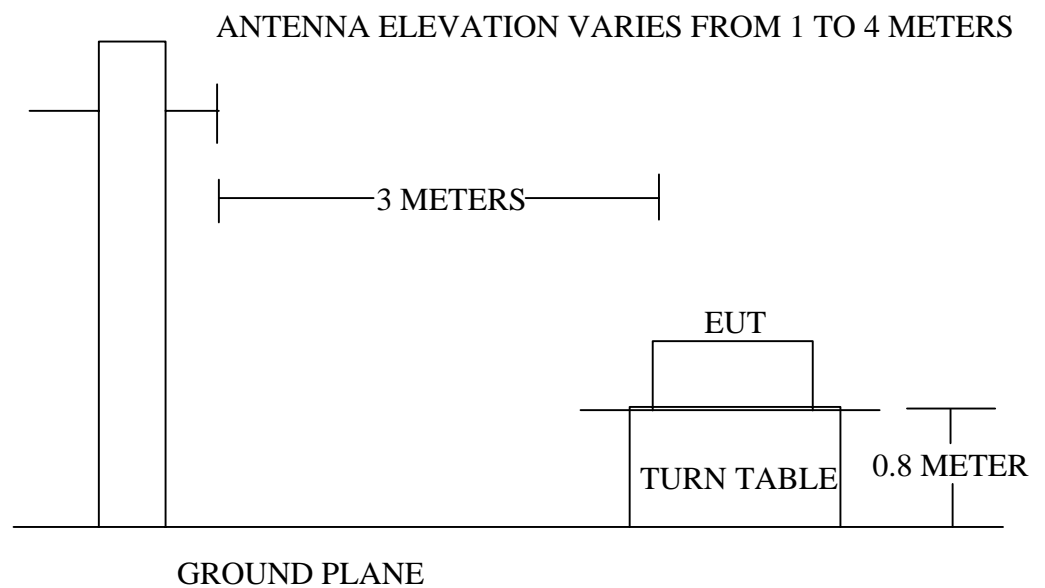 ANTENNA ELEVATION VARIES FROM 1 TO 4 METERS
3 METERS
EUT
TURN TABLE
0.8 METER
GROUND PLANE